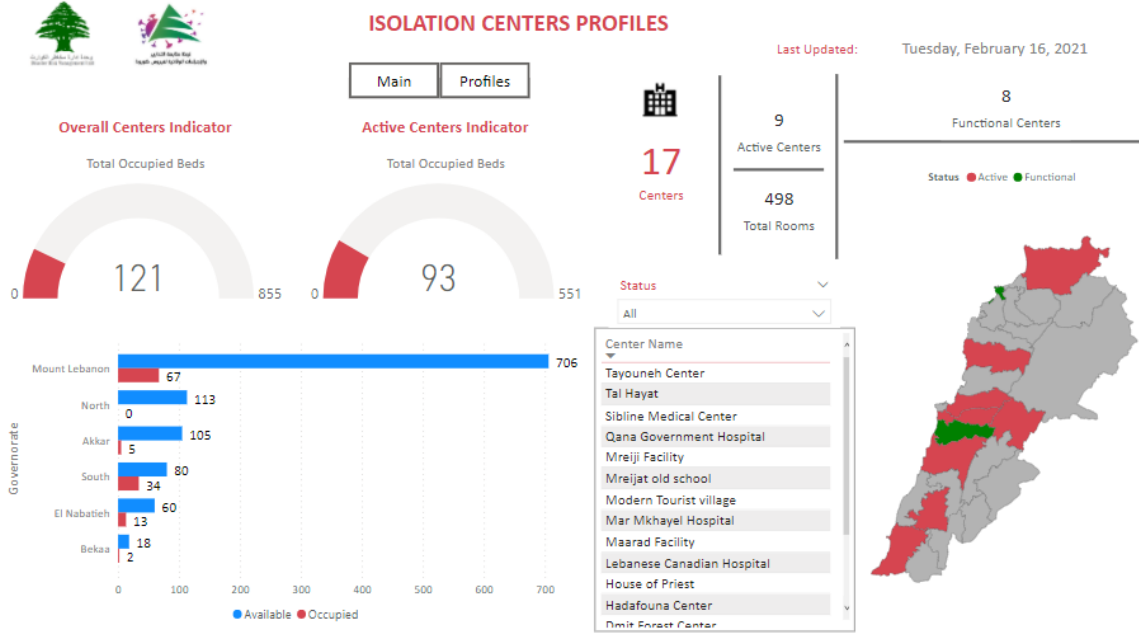 ISOLATION CENTERS PROFILES
Last Updated:
Tuesday, February 16, 2021
Main
Profiles
Overall Centers Indicator
Total Occupied Beds
121
0
855
Active Centers Indicator
Total Occupied Beds
93
0
551
17
Centers
9
Active Centers
498
Total Rooms
8
Functional Centers
Status Active Functional
Status
All
Center Name
Tayouneh Center
Tal Hayat
Sibline Medical Center
Qana Government Hospital
Mreiji Facility
Mreijat old school
Modern Tourist village
Mar Mkhayel Hospital
Maarad Facility
Lebanese Canadian Hospital
House of Priest
Hadafouna Center
Dmit Forest Center
Governorate
Mount Lebanon
706
67
North
113
0
Akkar
105
5
South
80
34
El Nabatieh
60
13
Bekaa
18
2
0 100 200 300 400 500 600 700
Available Occupied